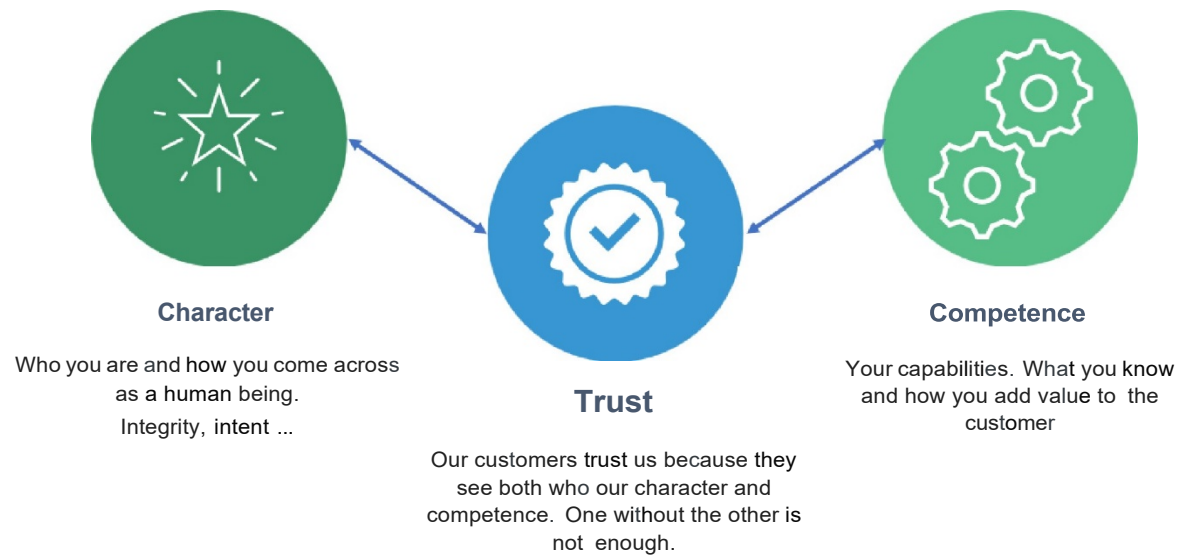 Character
Who you are and how you come across
as a human being.
Integrity, intent ...
Trust
Our customers trust us because they
see both who our character and
competence. One without the other is
not enough.
Competence
Your capabilities. What you know
and how you add value to the
customer